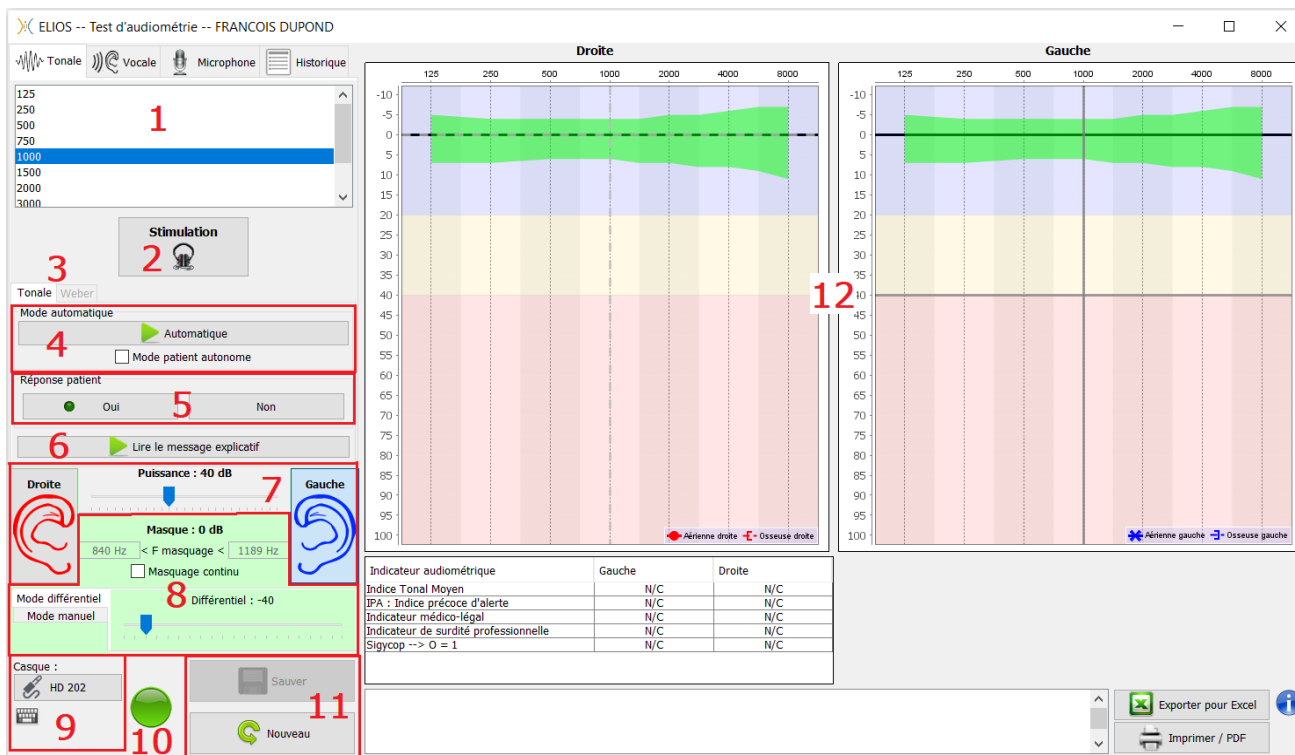 ELIOS -- Test d'audiométrie -- FRANCOIS DUPOND
Tonale Vocale Microphone Historique
125
250
500
750
1000
1500
2000
3000
1
Stimulation
2
3
Tonale Weber
Mode automatique
Automatique
4
Mode patient autonome
Réponse patient
Oui 5 Non
6 Lire le message explicatif
Droite
Puissance : 40 dB
7
Gauche
Masque : 0 dB
840 Hz < F masquage < 1189 Hz
Masquage continu
8
Mode différentiel
Mode manuel
Différentiel : -40
Casque :
HD 202
9
10
Sauver
11
Nouveau
Droite
125 250 500 1000 2000 4000 8000
-10
-5
0
5
10
15
20
25
30
35
40
45
50
55
60
65
70
75
80
85
90
95
100
Aérienne droite Osseuse droite
12
Gauche
125 250 500 1000 2000 4000 8000
-10
-5
0
5
10
15
20
25
30
35
40
45
50
55
60
65
70
75
80
85
90
95
100
Aérienne gauche Osseuse gauche
Indicateur audiométrique Gauche Droite
Indice Tonal Moyen N/C N/C
IPA : Indice précoce d'alerte N/C N/C
Indicateur médico-légal N/C N/C
Indicateur de surdité professionnelle N/C N/C
Sigycop --> O = 1 N/C N/C
Exporter pour Excel
Imprimer / PDF